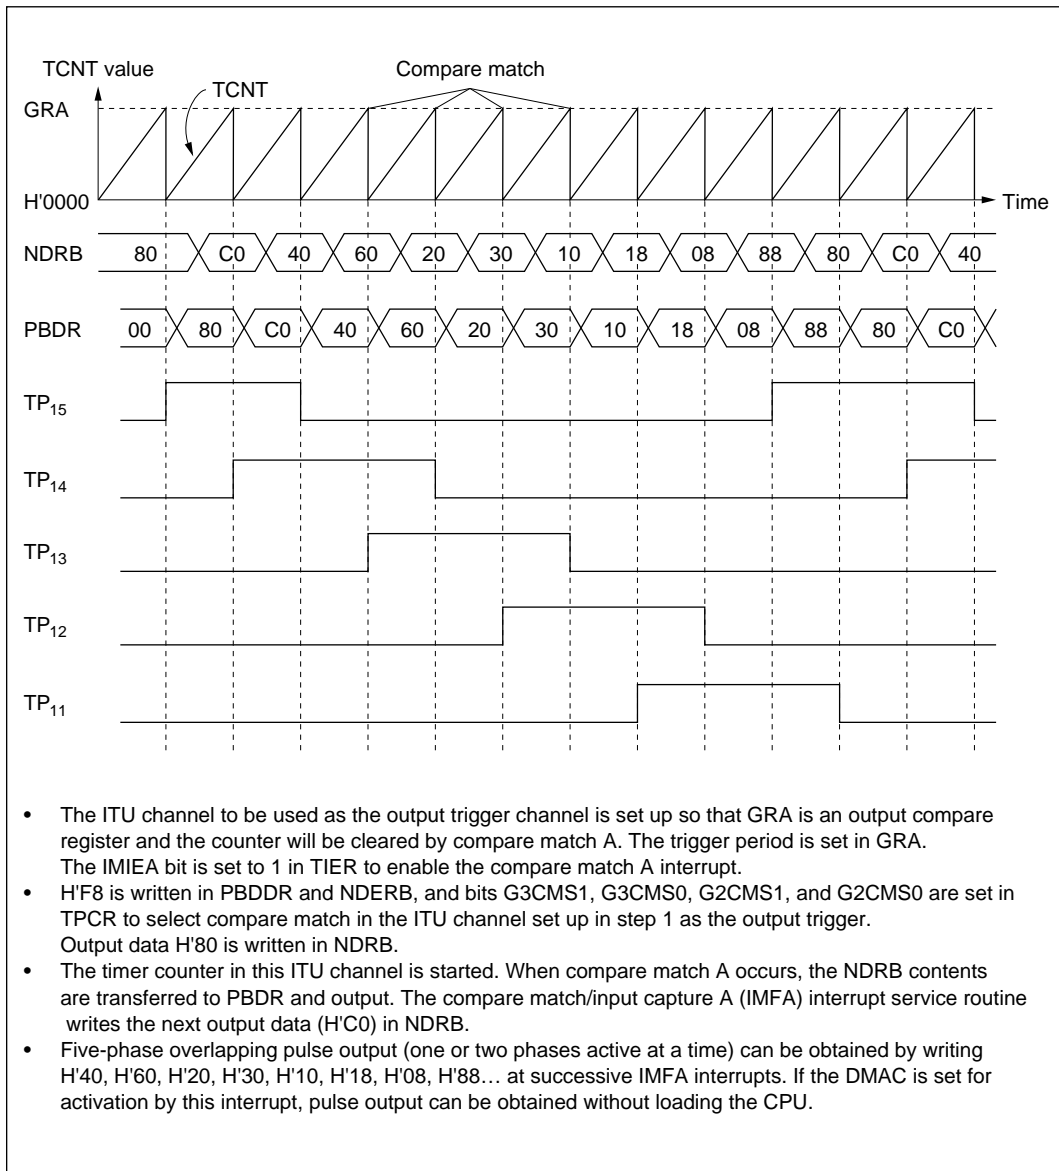 TCNT value
Compare match
TCNT
GRA
H'0000
Time
NDRB 80 C0 40 60 20 30 10 18 08 88 80 C0 40
PBDR 00 80 C0 40 60 20 30 10 18 08 88 80 C0
TP15
TP14
TP13
TP12
TP11
• The ITU channel to be used as the output trigger channel is set up so that GRA is an output compare
register and the counter will be cleared by compare match A. The trigger period is set in GRA.
The IMIEA bit is set to 1 in TIER to enable the compare match A interrupt.
• H'F8 is written in PBDDR and NDERB, and bits G3CMS1, G3CMS0, G2CMS1, and G2CMS0 are set in
TPCR to select compare match in the ITU channel set up in step 1 as the output trigger.
Output data H'80 is written in NDRB.
• The timer counter in this ITU channel is started. When compare match A occurs, the NDRB contents
are transferred to PBDR and output. The compare match/input capture A (IMFA) interrupt service routine
writes the next output data (H'C0) in NDRB.
• Five-phase overlapping pulse output (one or two phases active at a time) can be obtained by writing
H'40, H'60, H'20, H'30, H'10, H'18, H'08, H'88… at successive IMFA interrupts. If the DMAC is set for
activation by this interrupt, pulse output can be obtained without loading the CPU.